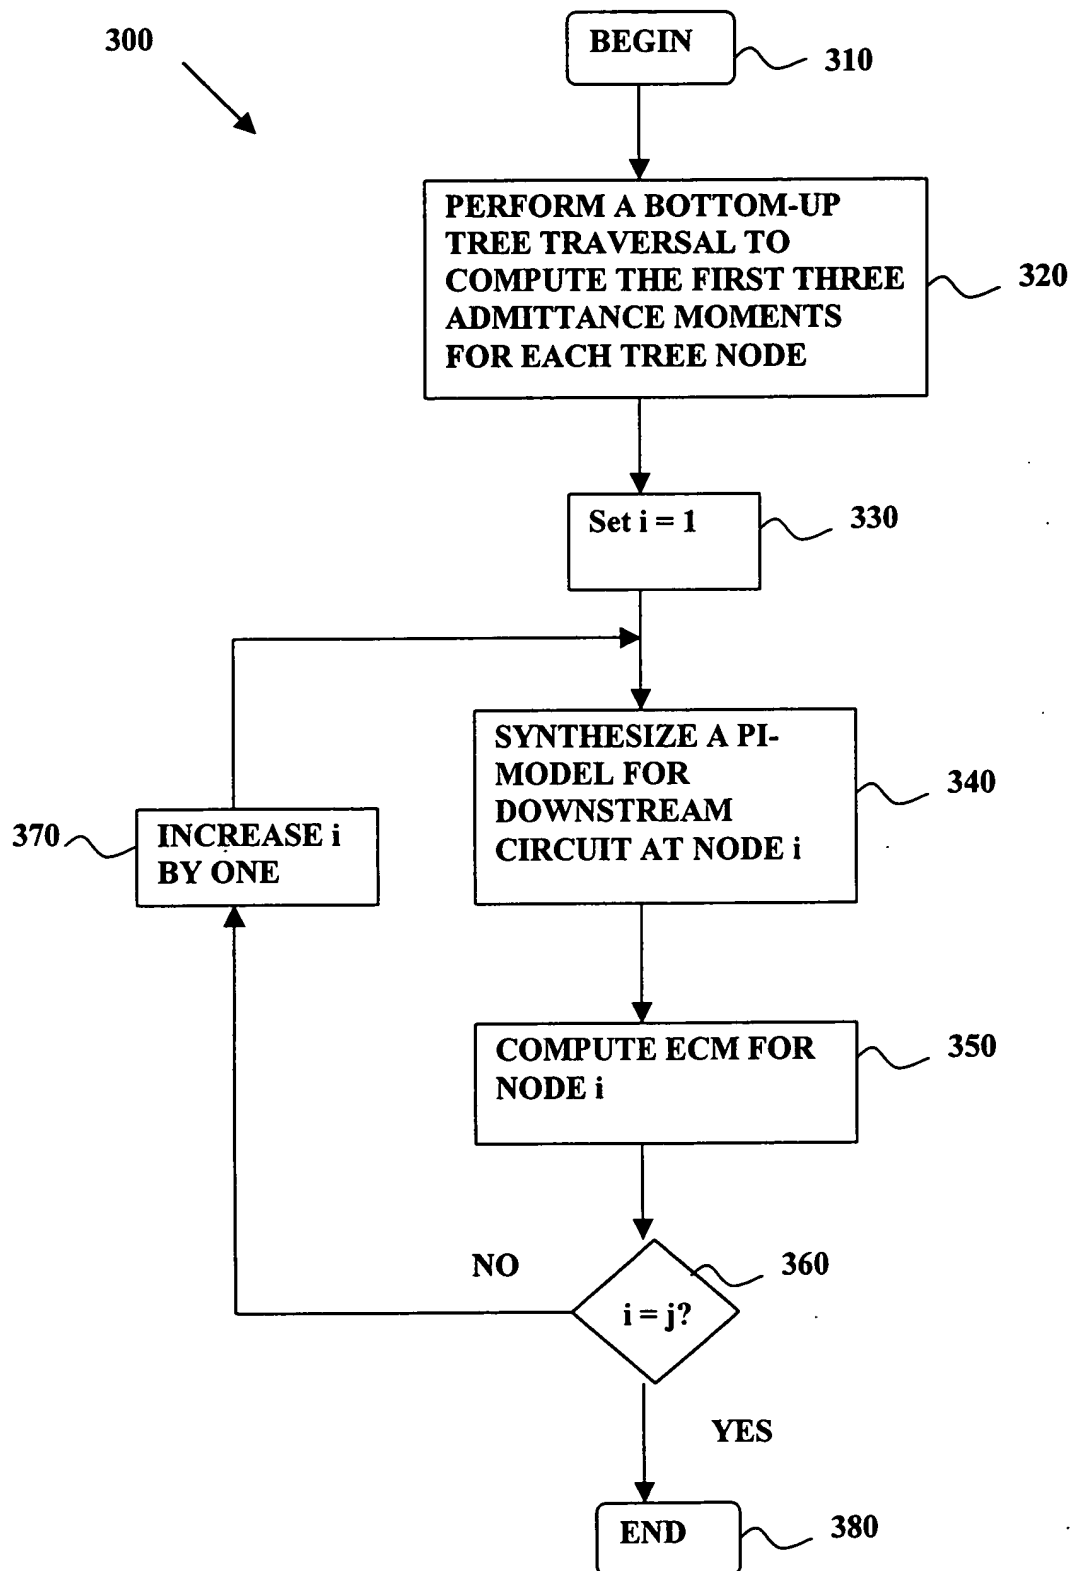 300
BEGIN
310
PERFORM A BOTTOM-UP
TREE TRAVERSAL TO
COMPUTE THE FIRST THREE
ADMITTANCE MOMENTS
FOR EACH TREE NODE
320
Set i = 1
330
SYNTHESIZE A PI-
MODEL FOR
DOWNSTREAM
CIRCUIT AT NODE i
340
370
INCREASE i
BY ONE
COMPUTE ECM FOR
NODE i
350
NO
360
i = j?
YES
END
380